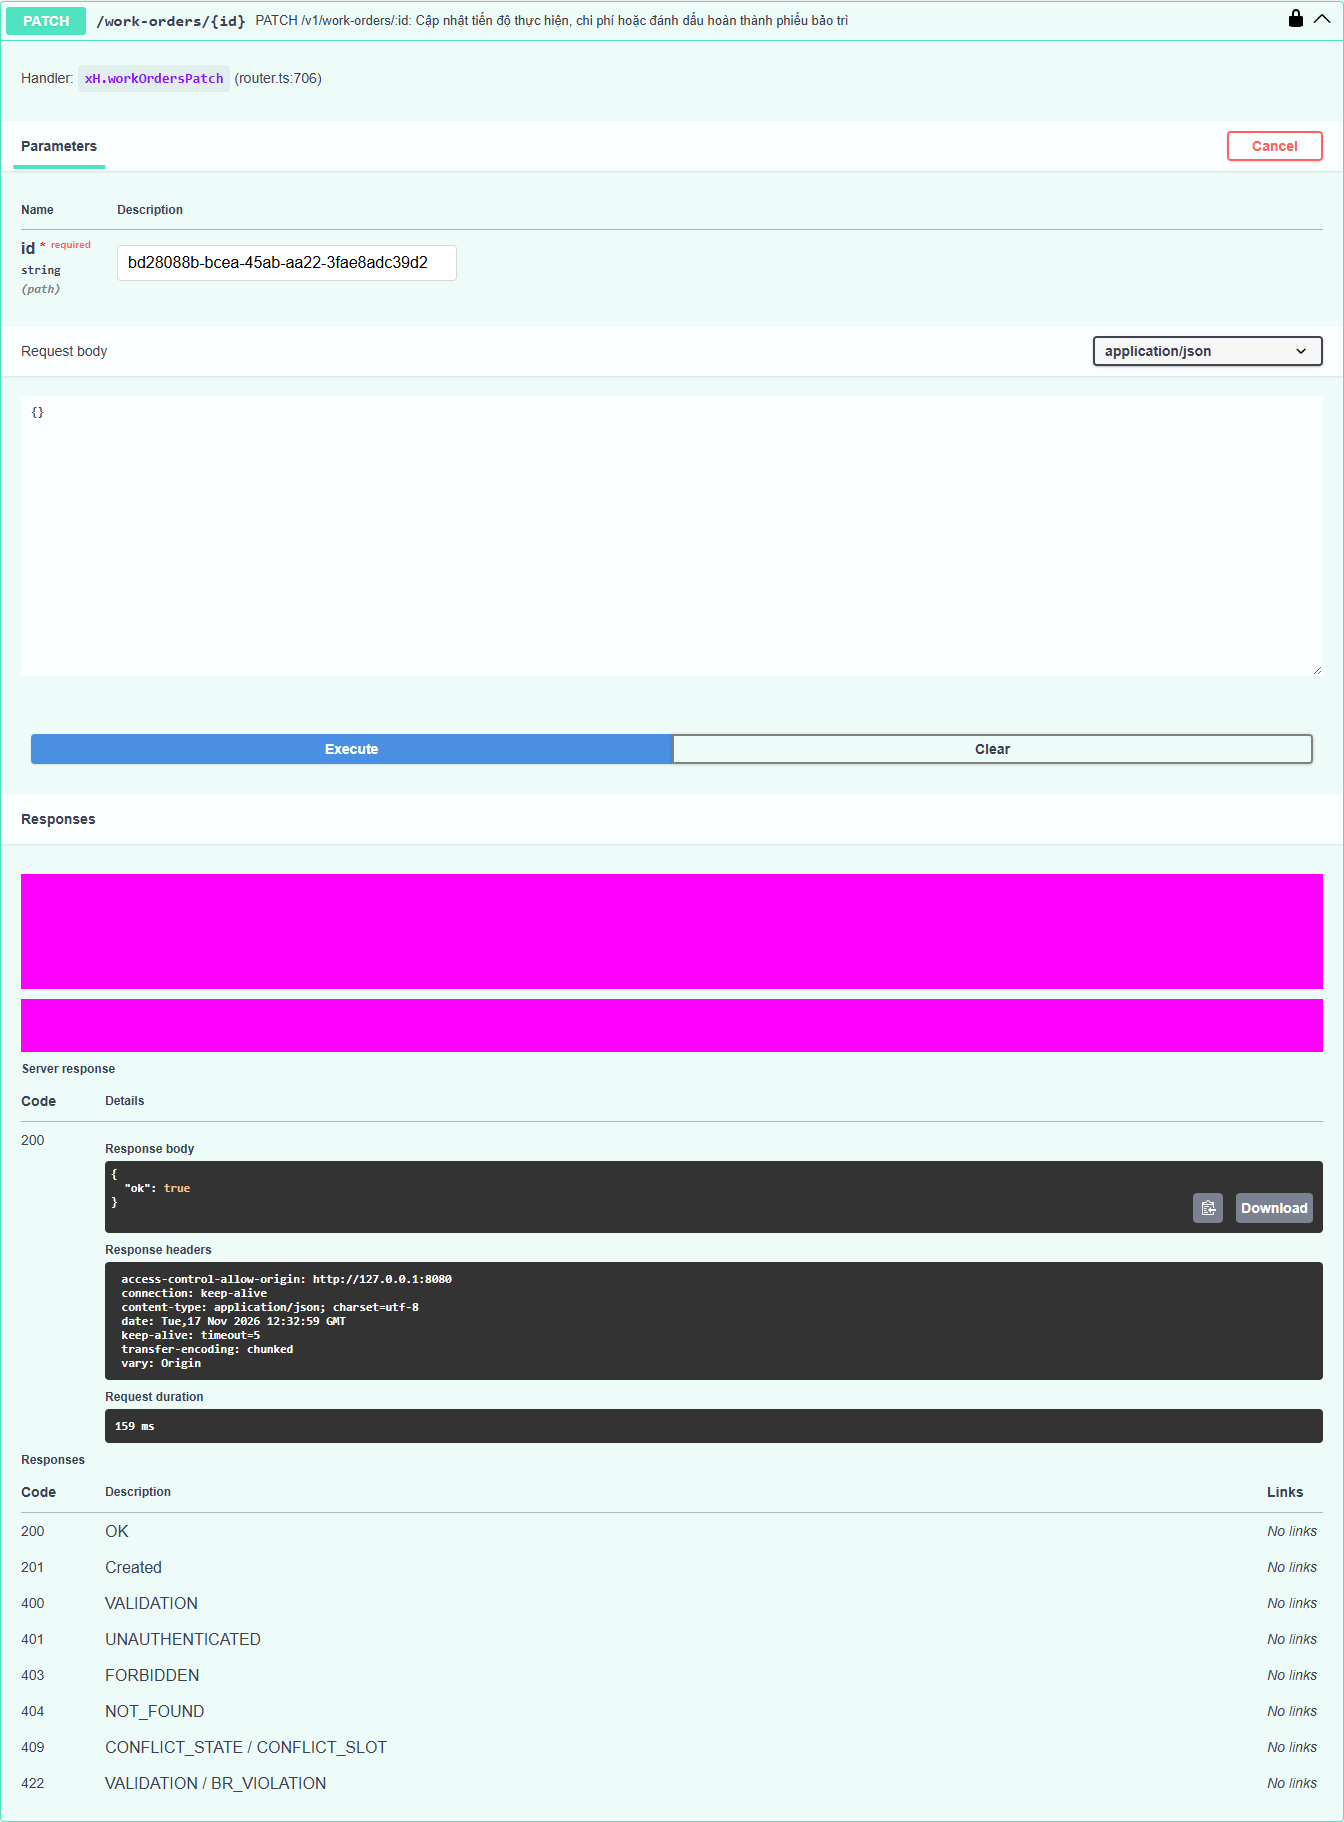 PATCH /work-orders/{id} PATCH /v1/work-orders/:id: Cập nhật tiến độ thực hiện, chi phí hoặc đánh dấu hoàn thành phiếu bảo trì
Handler: xH.workOrdersPatch (router.ts:706)
Parameters
Cancel
Name Description
id * required
string
(path)
bd28088b-bcea-45ab-aa22-3fae8adc39d2
Request body
application/json
{}
Execute
Clear
Responses
Server response
Code Details
200
Response body
{
"ok": true
}
Download
Response headers
access-control-allow-origin: http://127.0.0.1:8080
connection: keep-alive
content-type: application/json; charset=utf-8
date: Tue,17 Nov 2026 12:32:59 GMT
keep-alive: timeout=5
transfer-encoding: chunked
vary: Origin
Request duration
159 ms
Responses
Code Description Links
200 OK No links
201 Created No links
400 VALIDATION No links
401 UNAUTHENTICATED No links
403 FORBIDDEN No links
404 NOT_FOUND No links
409 CONFLICT_STATE / CONFLICT_SLOT No links
422 VALIDATION / BR_VIOLATION No links